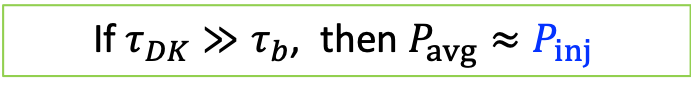 If τ_DK ≫ τ_b, then P_avg ≈ P_inj